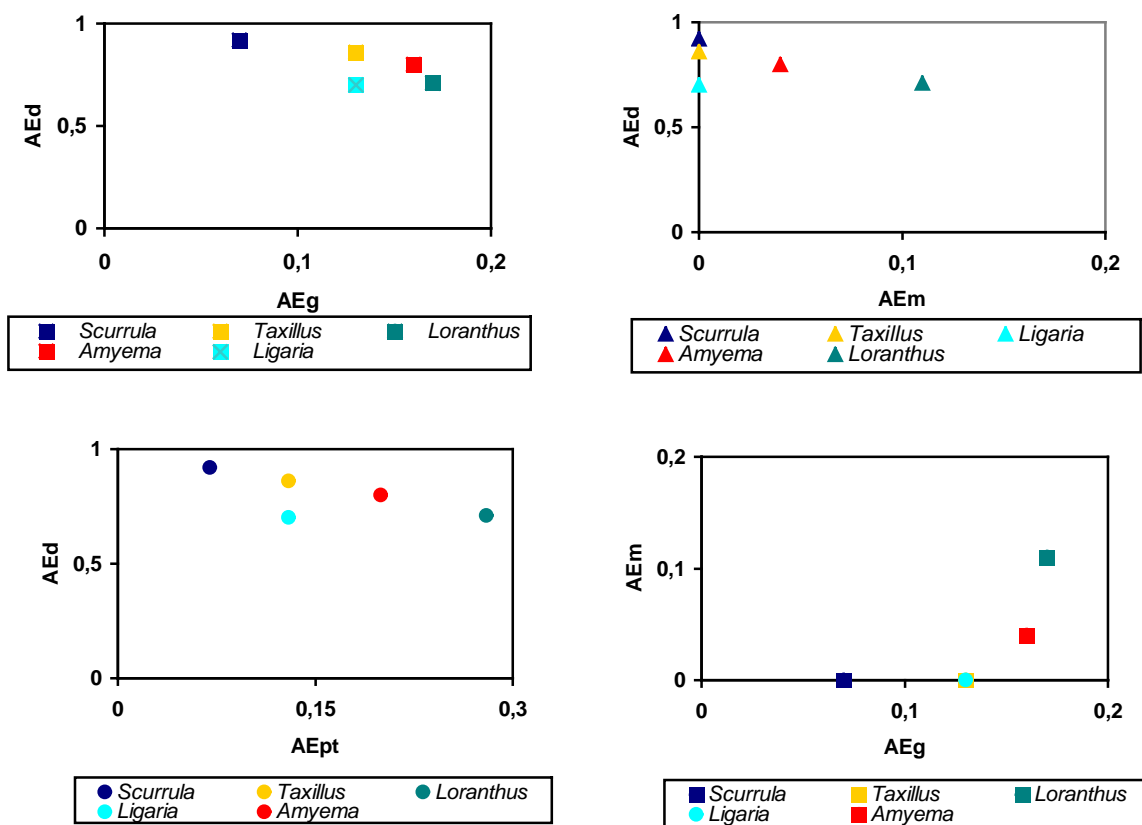 1
AEd
0,5
0
0
0,1
0,2
AEg
Scurrula Taxillus Loranthus
Amyema Ligaria
1
AEd
0,5
0
0
0,1
0,2
AEm
Scurrula Taxillus Ligaria
Amyema Loranthus
1
AEd
0,5
0
0
0,15
0,3
AEpt
Scurrula Taxillus Loranthus
Ligaria Amyema
0,2
AEm
0,1
0
0
0,1
0,2
AEg
Scurrula Taxillus Loranthus
Ligaria Amyema